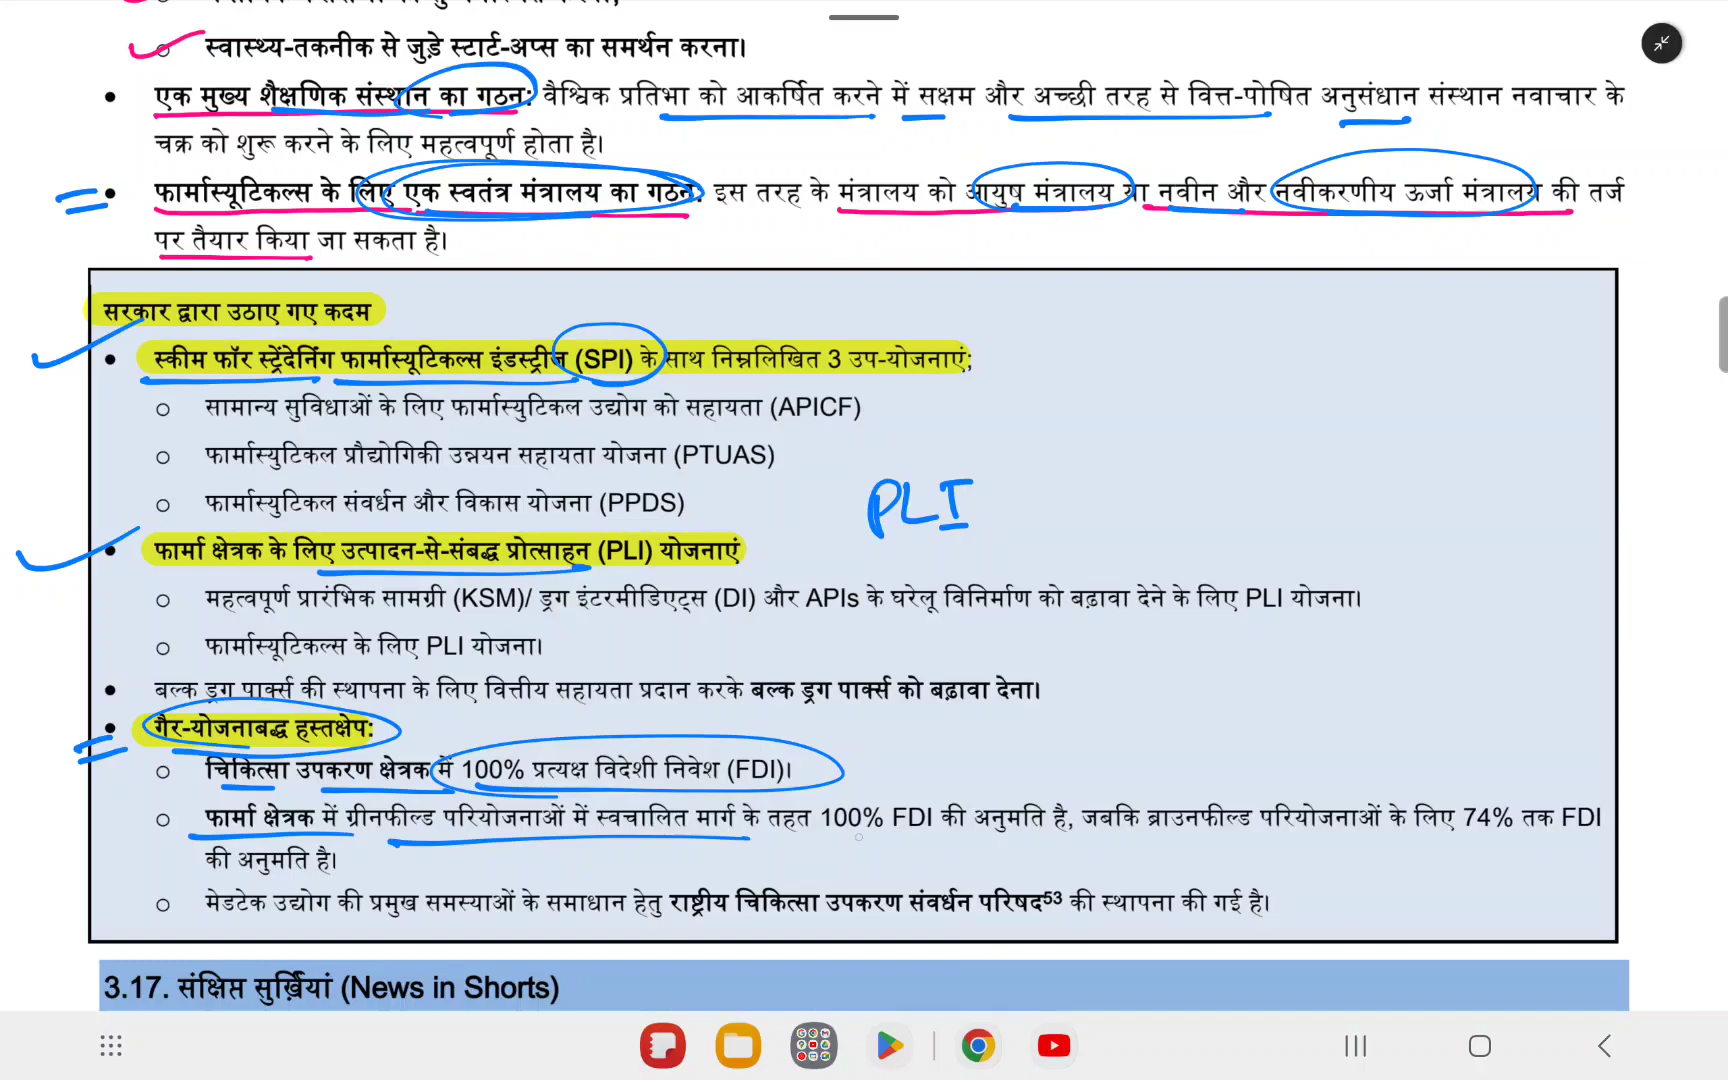 स्वास्थ्य-तकनीक से जुड़े स्टार्ट-अप्स का समर्थन करना।
एक मुख्य शैक्षणिक संस्थान का गठन: वैश्विक प्रतिभा को आकर्षित करने में सक्षम और अच्छी तरह से वित्त-पोषित अनुसंधान संस्थान नवाचार के
चक्र को शुरू करने के लिए महत्वपूर्ण होता है।
फार्मास्यूटिकल्स के लिए एक स्वतंत्र मंत्रालय का गठन: इस तरह के मंत्रालय को आयुष मंत्रालय या नवीन और नवीकरणीय ऊर्जा मंत्रालय की तर्ज
पर तैयार किया जा सकता है।
सरकार द्वारा उठाए गए कदम
स्कीम फॉर स्ट्रेंदेनिंग फार्मास्यूटिकल्स इंडस्ट्रीज (SPI) के साथ निम्नलिखित 3 उप-योजनाएं;
सामान्य सुविधाओं के लिए फार्मास्युटिकल उद्योग को सहायता (APICF)
फार्मास्युटिकल प्रौद्योगिकी उन्नयन सहायता योजना (PTUAS)
फार्मास्युटिकल संवर्धन और विकास योजना (PPDS)
PLI
फार्मा क्षेत्रक के लिए उत्पादन-से-संबद्ध प्रोत्साहन (PLI) योजनाएं
महत्वपूर्ण प्रारंभिक सामग्री (KSM)/ ड्रग इंटरमीडिएट्स (DI) और APIs के घरेलू विनिर्माण को बढ़ावा देने के लिए PLI योजना।
फार्मास्यूटिकल्स के लिए PLI योजना।
बल्क ड्रग पार्क्स की स्थापना के लिए वित्तीय सहायता प्रदान करके बल्क ड्रग पार्क्स को बढ़ावा देना।
गैर-योजनाबद्ध हस्तक्षेप:
चिकित्सा उपकरण क्षेत्रक में 100% प्रत्यक्ष विदेशी निवेश (FDI)।
फार्मा क्षेत्रक में ग्रीनफील्ड परियोजनाओं में स्वचालित मार्ग के तहत 100% FDI की अनुमति है, जबकि ब्राउनफील्ड परियोजनाओं के लिए 74% तक FDI
की अनुमति है।
मेडटेक उद्योग की प्रमुख समस्याओं के समाधान हेतु राष्ट्रीय चिकित्सा उपकरण संवर्धन परिषद53 की स्थापना की गई है।
3.17. संक्षिप्त सुर्ख़ियां (News in Shorts)